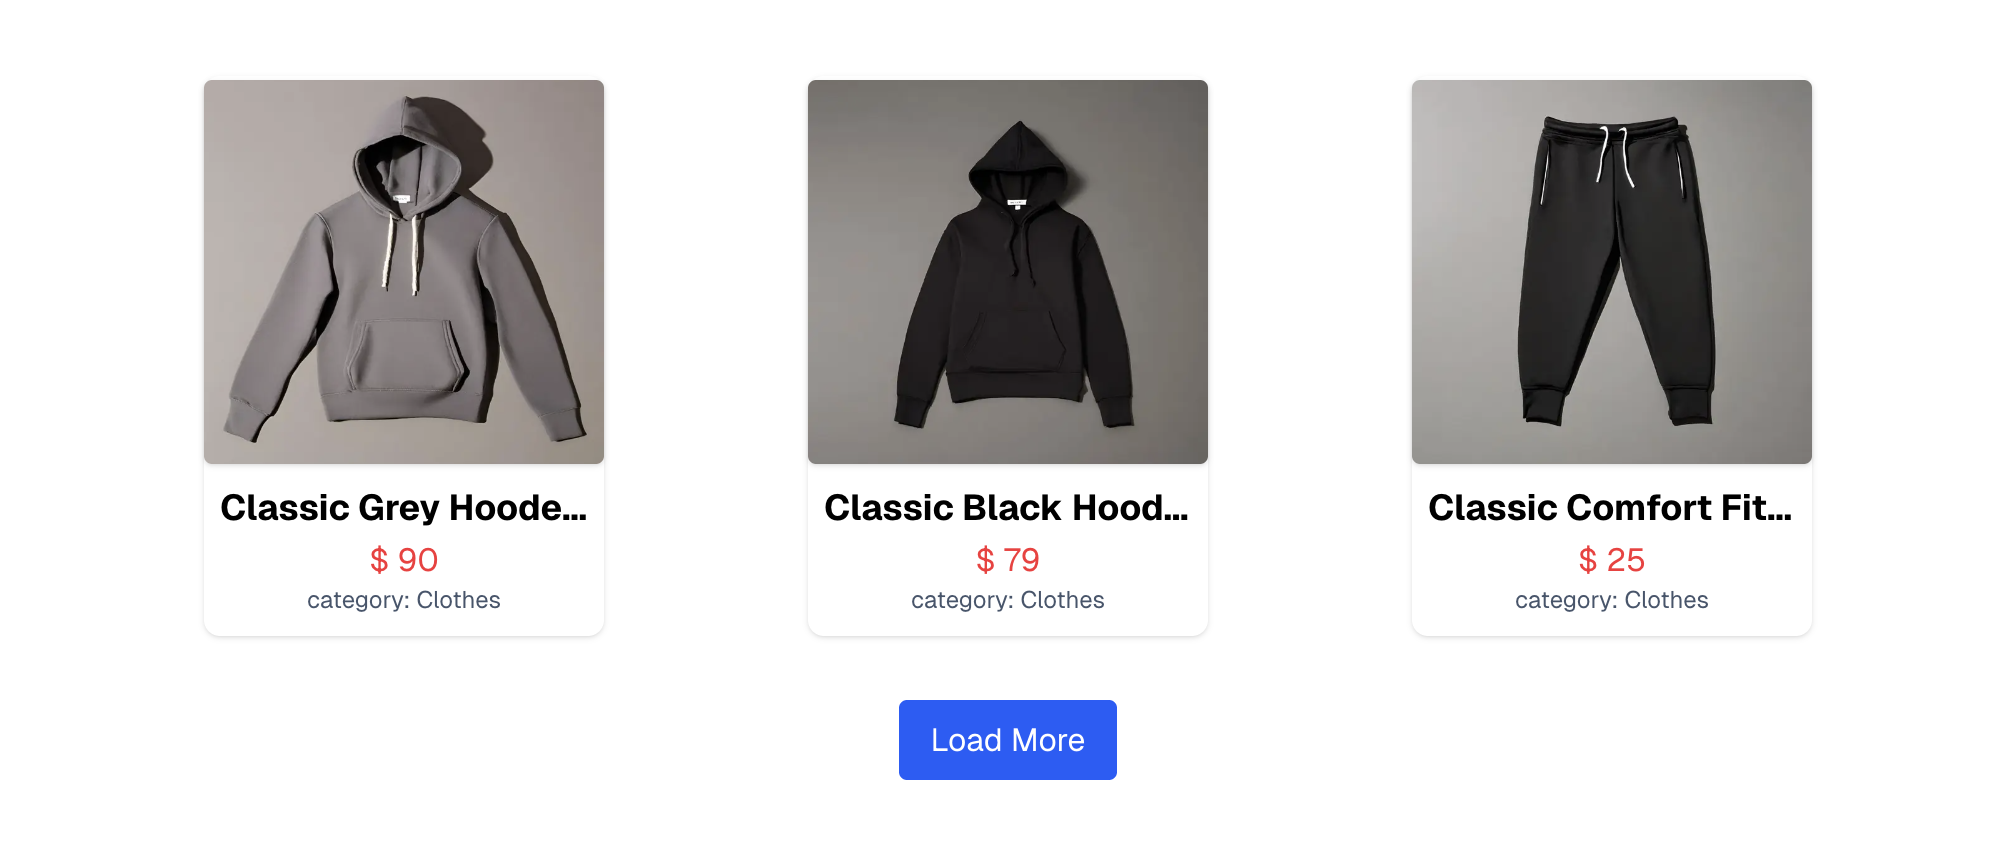 Classic Grey Hoode...
$ 90
category: Clothes
Classic Black Hood...
$ 79
category: Clothes
Classic Comfort Fit...
$ 25
category: Clothes
Load More